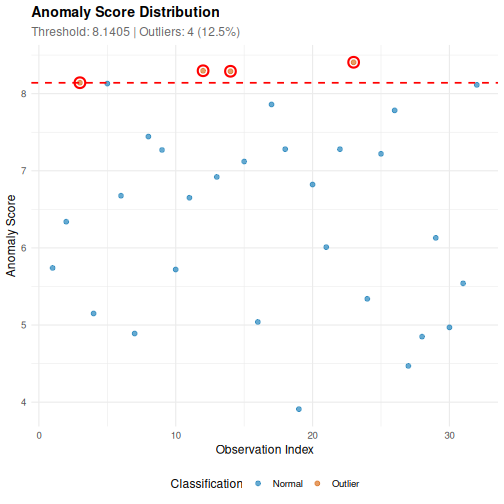 Anomaly Score Distribution
Threshold: 8.1405 | Outliers: 4 (12.5%)
Anomaly Score
8
7
6
5
4
0
10
20
30
Observation Index
Classification
Normal
Outlier